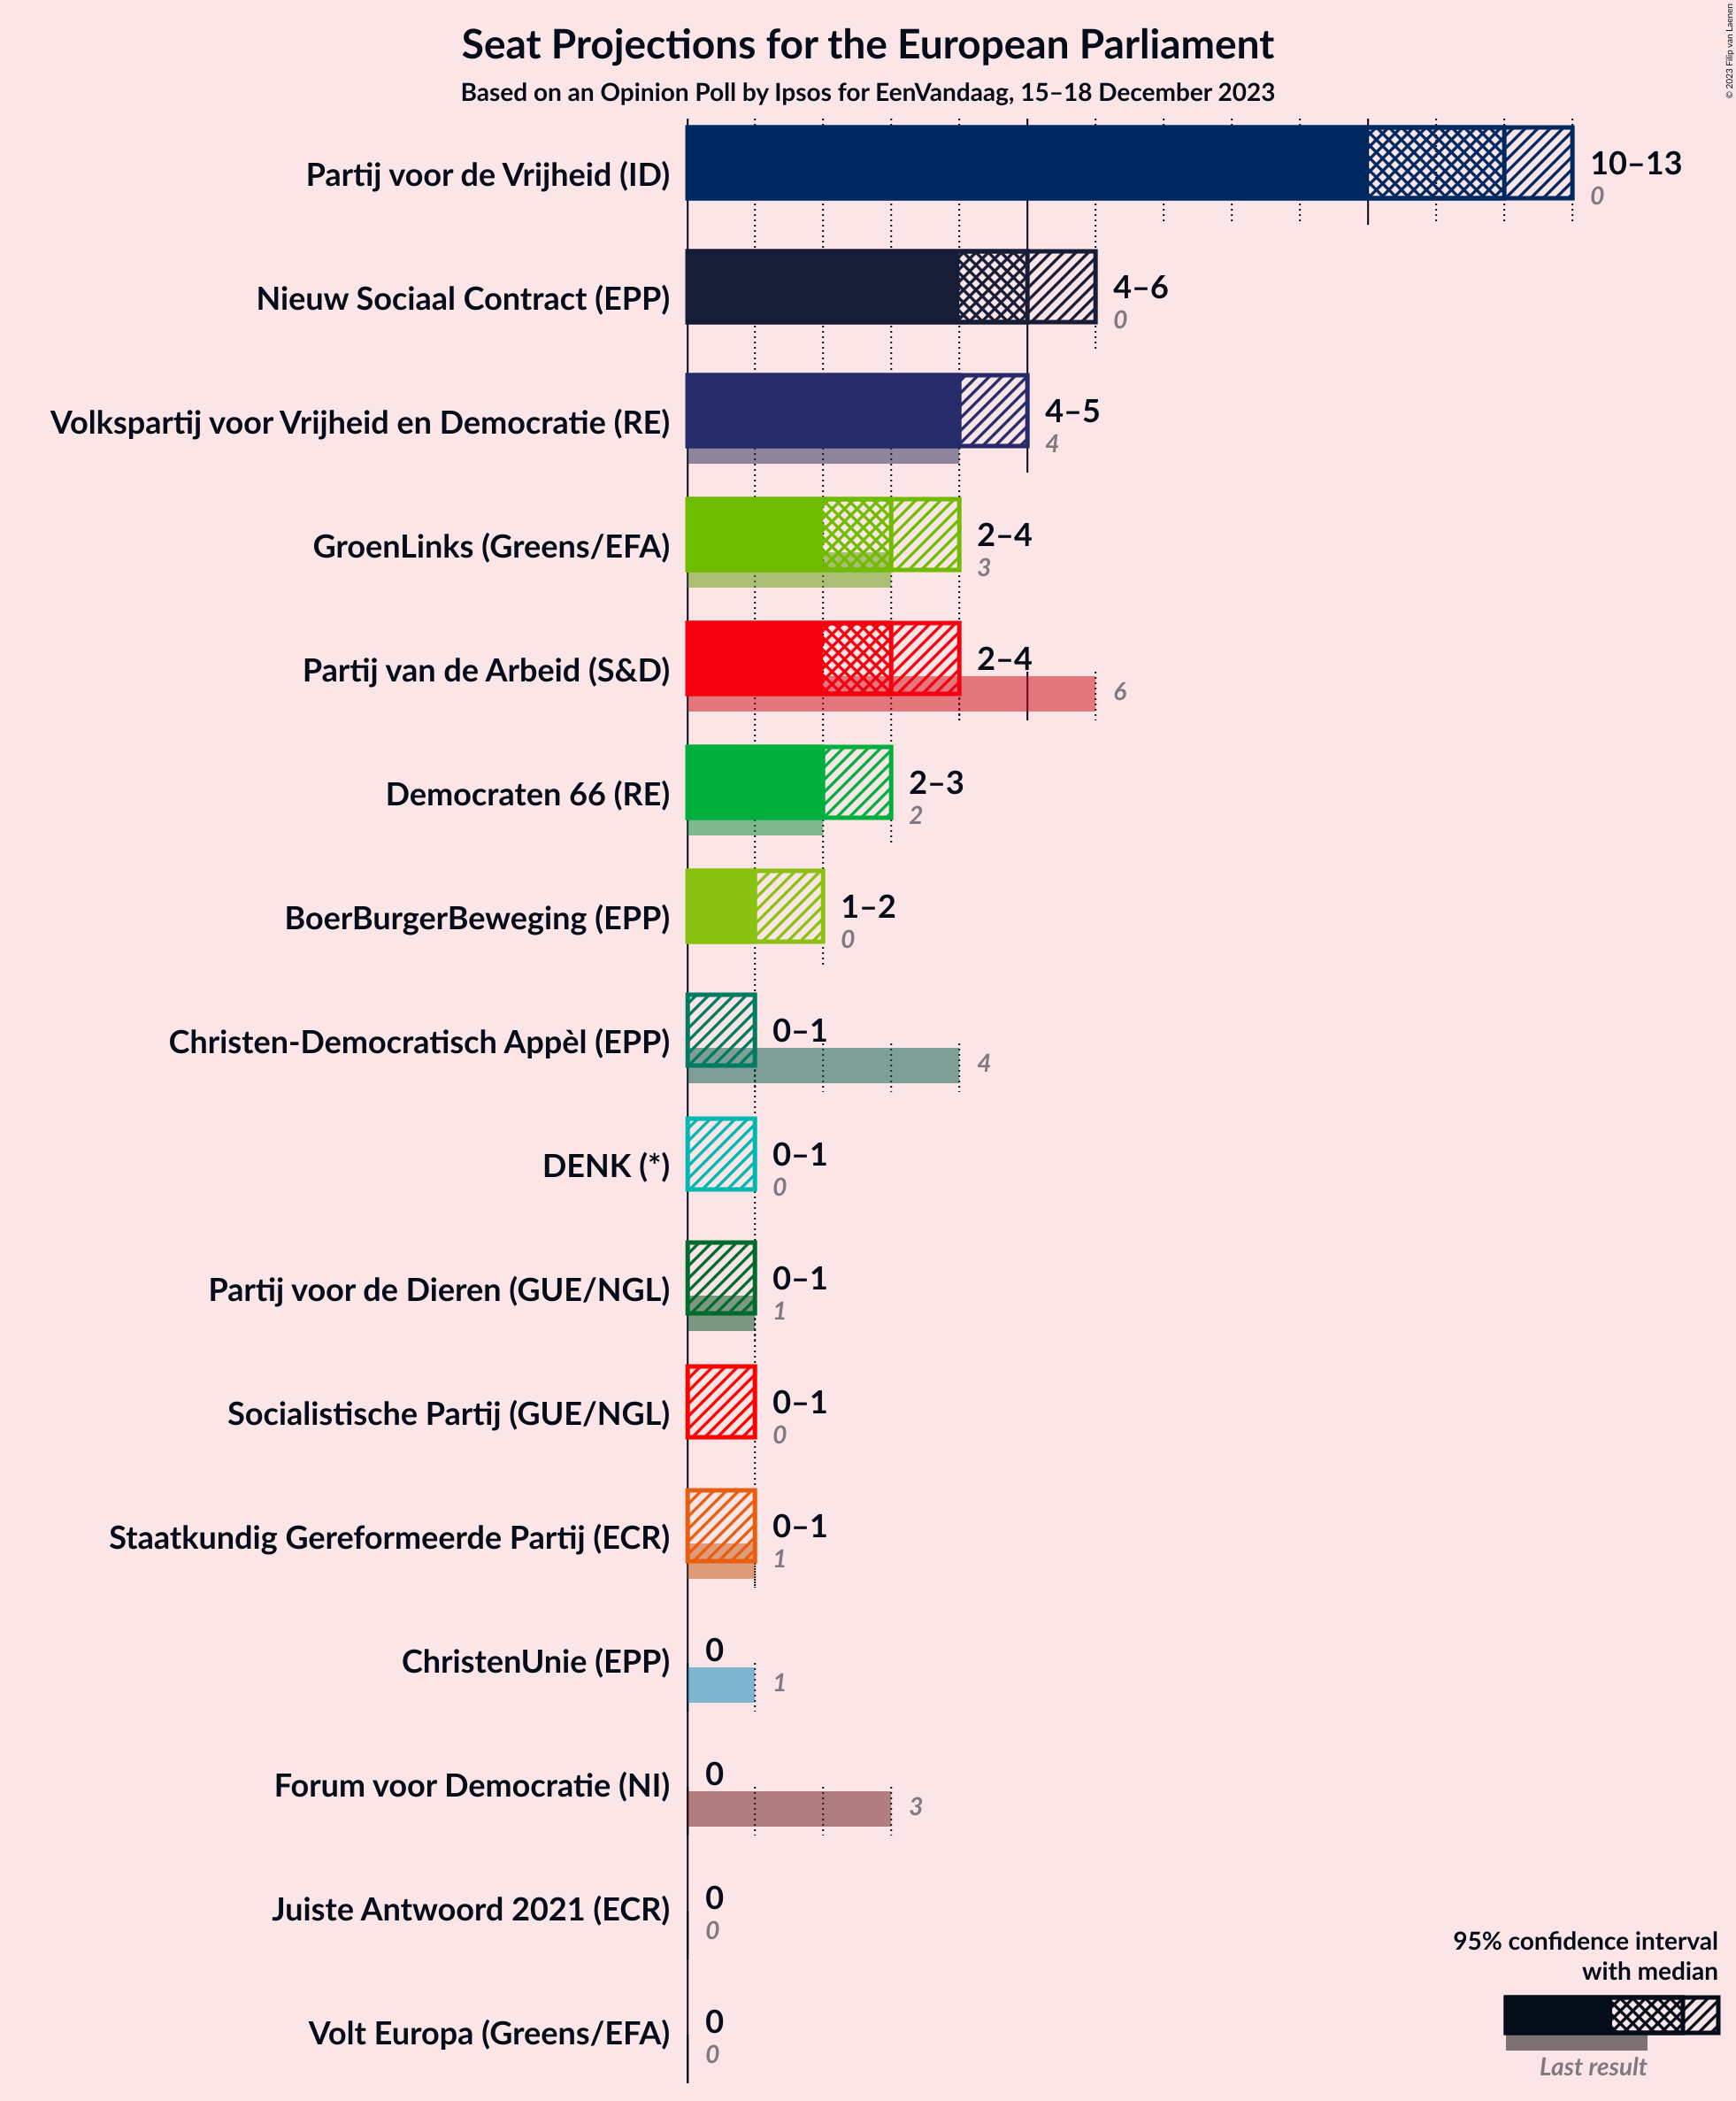 Seat Projections for the European Parliament
Based on an Opinion Poll by Ipsos for EenVandaag, 15–18 December 2023
© 2023 Filip van Laenen
Partij voor de Vrijheid (ID)
10–13
0
Nieuw Sociaal Contract (EPP)
4–6
0
Volkspartij voor Vrijheid en Democratie (RE)
4–5
4
GroenLinks (Greens/EFA)
2–4
3
Partij van de Arbeid (S&D)
2–4
6
Democraten 66 (RE)
2–3
2
BoerBurgerBeweging (EPP)
1–2
0
Christen-Democratisch Appèl (EPP)
0–1
4
DENK (*)
0–1
0
Partij voor de Dieren (GUE/NGL)
0–1
1
Socialistische Partij (GUE/NGL)
0–1
0
Staatkundig Gereformeerde Partij (ECR)
0–1
1
ChristenUnie (EPP)
0
1
Forum voor Democratie (NI)
0
3
Juiste Antwoord 2021 (ECR)
0
0
Volt Europa (Greens/EFA)
0
0
95% confidence interval
with median
Last result